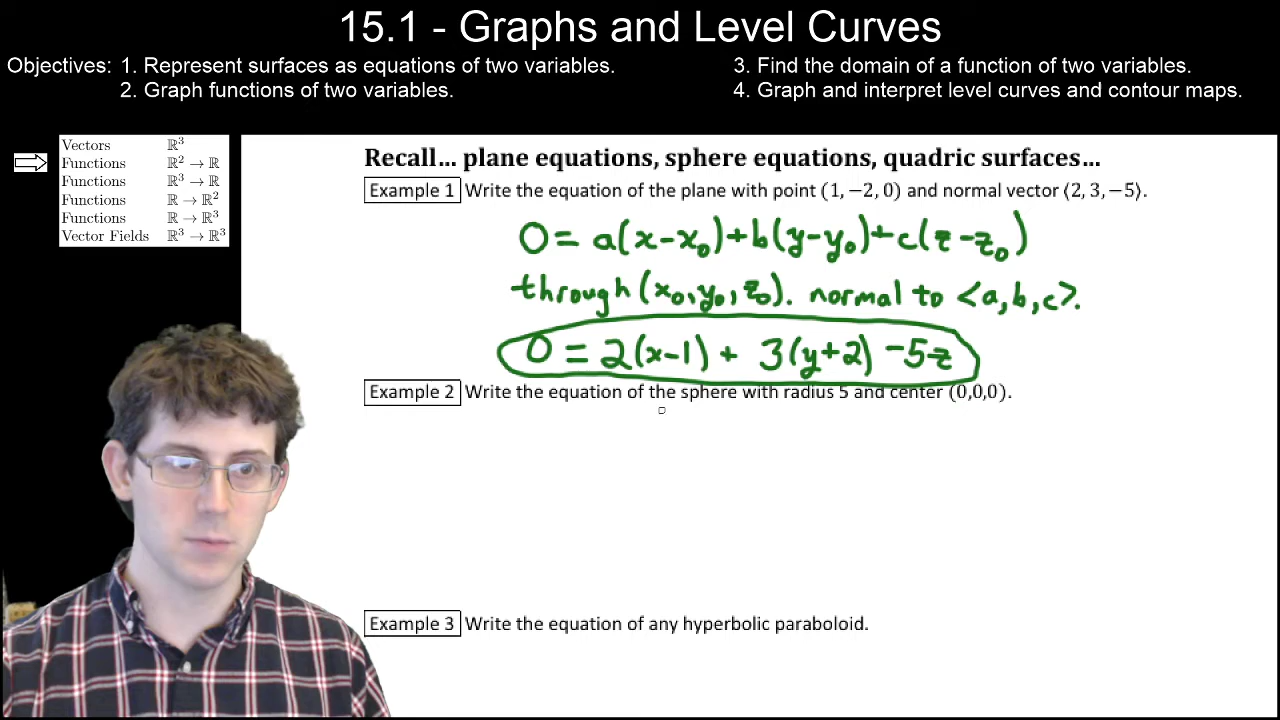 15.1 - Graphs and Level Curves
Objectives: 1. Represent surfaces as equations of two variables.
2. Graph functions of two variables.
3. Find the domain of a function of two variables.
4. Graph and interpret level curves and contour maps.
Vectors ℝ³
Functions ℝ² → ℝ
Functions ℝ³ → ℝ
Functions ℝ → ℝ²
Functions ℝ → ℝ³
Vector Fields ℝ³ → ℝ³
Recall… plane equations, sphere equations, quadric surfaces…
Example 1 Write the equation of the plane with point (1, −2, 0) and normal vector ⟨2, 3, −5⟩.
0 = a(x−x₀)+b(y−y₀)+c(z−z₀)
through (x₀,y₀,z₀). normal to <a,b,c>.
0 = 2(x−1) + 3(y+2) −5z
Example 2 Write the equation of the sphere with radius 5 and center (0,0,0).
Example 3 Write the equation of any hyperbolic paraboloid.